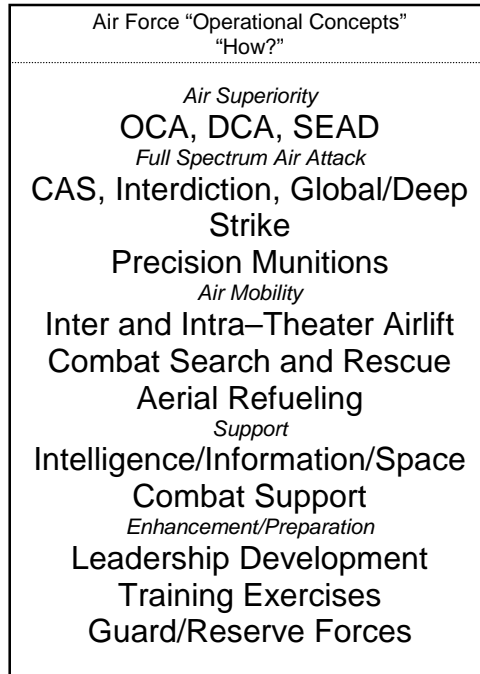 Air Force “Operational Concepts”
“How?”
Air Superiority
OCA, DCA, SEAD
Full Spectrum Air Attack
CAS, Interdiction, Global/Deep
Strike
Precision Munitions
Air Mobility
Inter and Intra–Theater Airlift
Combat Search and Rescue
Aerial Refueling
Support
Intelligence/Information/Space
Combat Support
Enhancement/Preparation
Leadership Development
Training Exercises
Guard/Reserve Forces